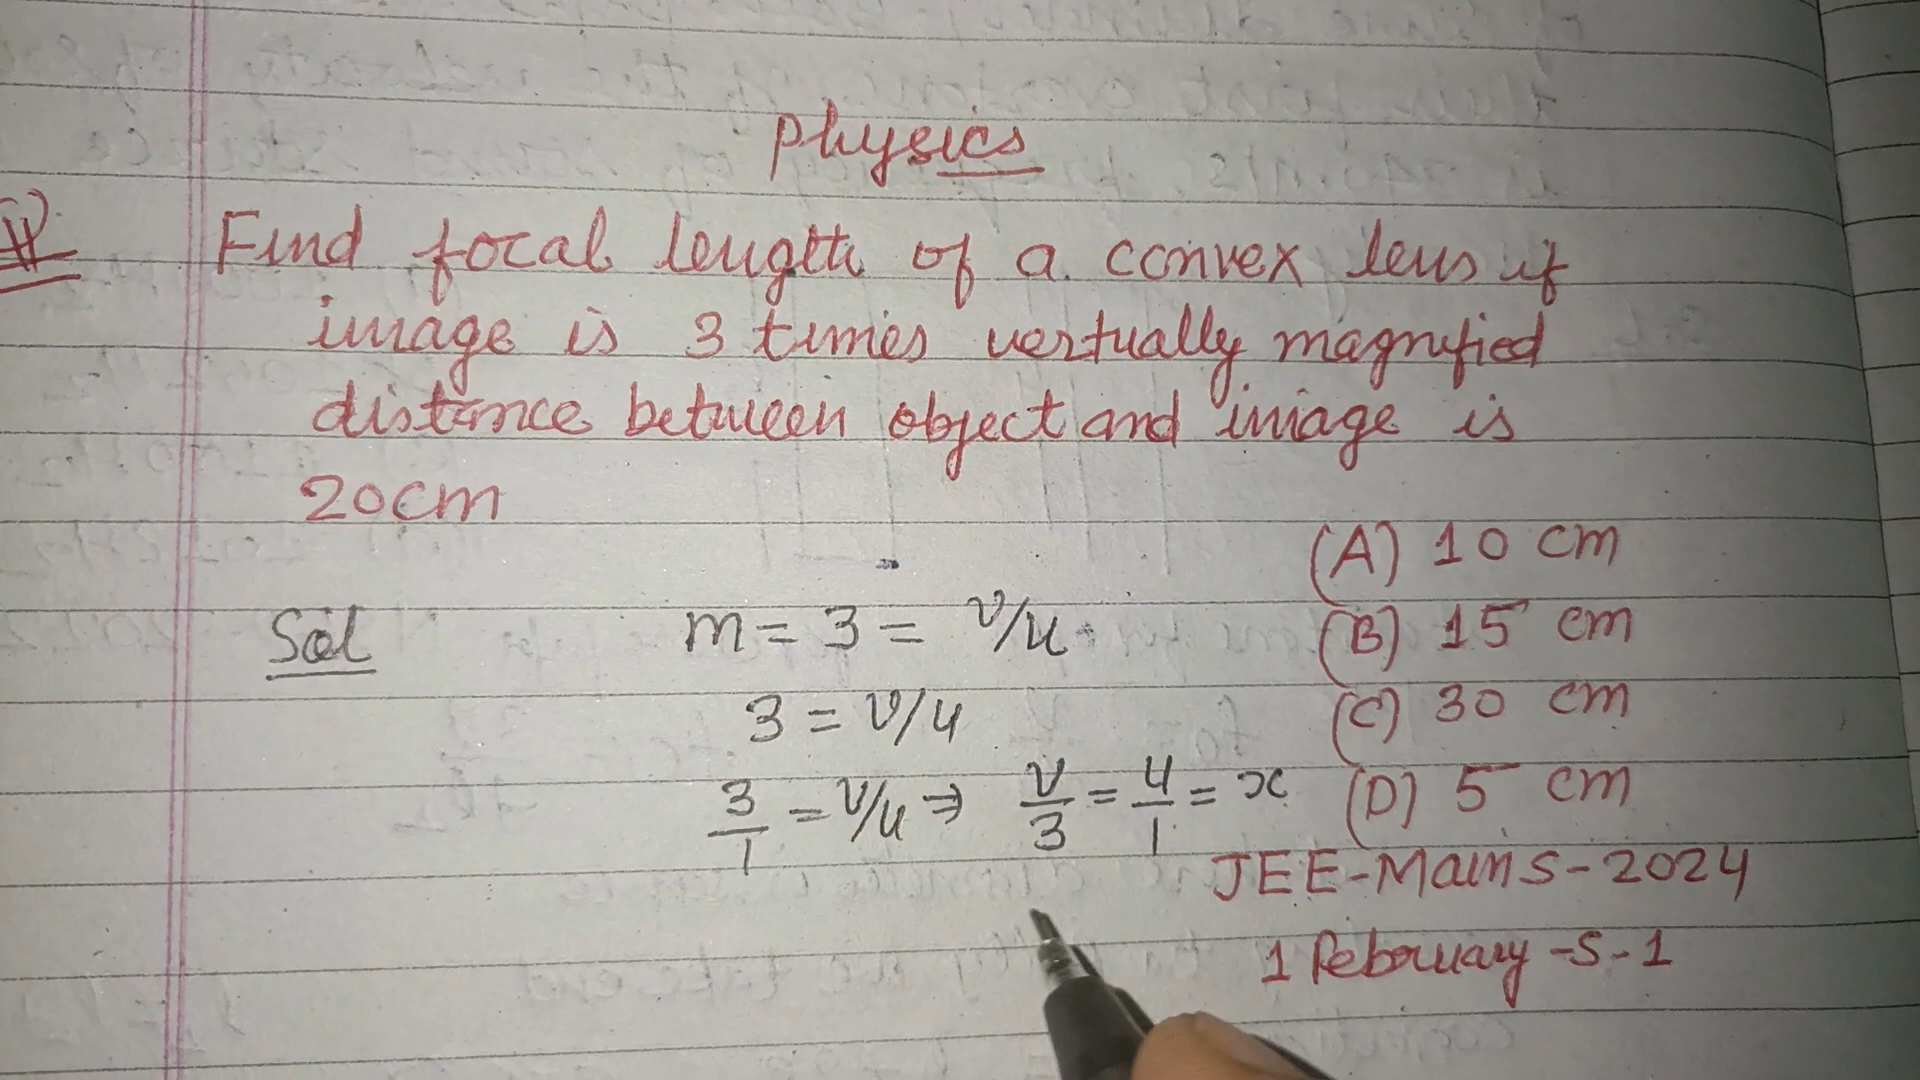 Physics
Find focal length of a convex lens if
image is 3 times vertually magnified
distance between object and image is
20cm
(A) 10 cm
Sol m = 3 = v/u
(B) 15 cm
3 = v/u
(C) 30 cm
3/1 = v/u ⇒ v/3 = u/1 = x
(D) 5 cm
JEE-Mains-2024
1 Febaruary -S-1